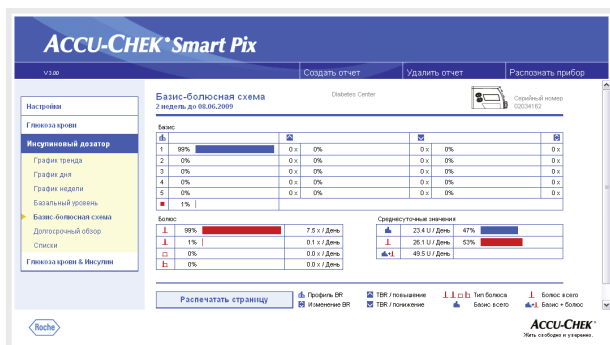 ACCU-CHEK® Smart Pix
V 3.00
Создать отчет
Удалить отчет
Распознать прибор
Настройки
Глюкоза крови
Инсулиновый дозатор
График тренда
График дня
График недели
Базальный уровень
Базис-болюсная схема
Долгосрочный обзор
Списки
Глюкоза крови & Инсулин
Базис-болюсная схема
2 недель до 08.06.2009
Diabetes Center
Серийный номер
02034162
Базис
1 99% 0 x 0% 0 x 0% 0 x
2 0% 0 x 0% 0 x 0% 0 x
3 0% 0 x 0% 0 x 0% 0 x
4 0% 0 x 0% 0 x 0% 0 x
5 0% 0 x 0% 0 x 0% 0 x
1%
Болюс
99% 7.5 x / День
1% 0.1 x / День
0% 0.0 x / День
0% 0.0 x / День
Среднесуточные значения
23.4 U / День 47%
26.1 U / День 53%
49.5 U / День
Распечатать страницу
Профиль BR
TBR / повышение
Тип болюса
Болюс всего
Изменение BR
TBR / понижение
Базис всего
Базис + болюс
Roche
ACCU-CHEK®
Жить свободно и уверенно.